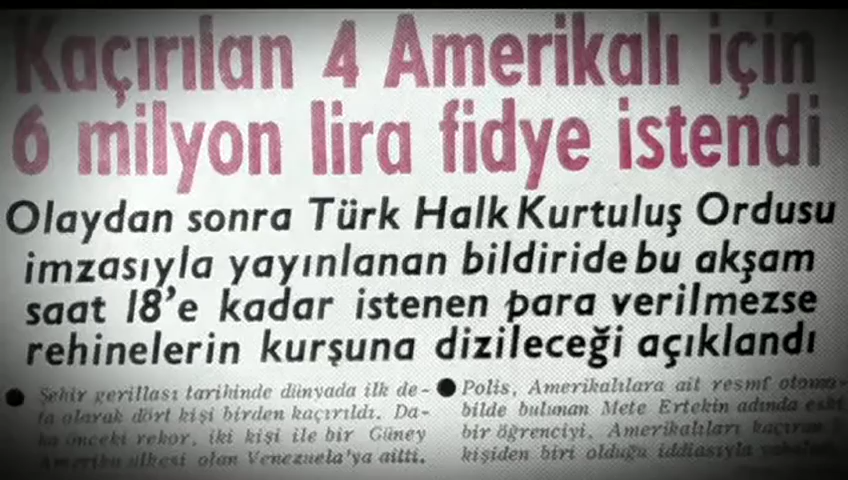 Kaçırılan 4 Amerikalı için
6 milyon lira fidye istendi
Olaydan sonra Türk Halk Kurtuluş Ordusu
imzasıyla yayınlanan bildiride bu akşam
saat 18'e kadar istenen para verilmezse
rehinelerin kurşuna dizileceği açıklandı
● Şehir gerillası tarihinde dünyada ilk de-
fa olarak dört kişi birden kaçırıldı. Da-
ha önceki rekor, iki kişi ile bir Güney
Amerika ülkesi olan Venezuela'ya aitti.
● Polis, Amerikalılara ait resmî otomo-
bilde bulunan Mete Ertekin adında eski
bir öğrenciyi, Amerikalıları kaçıran
kişiden biri olduğu iddiasıyla